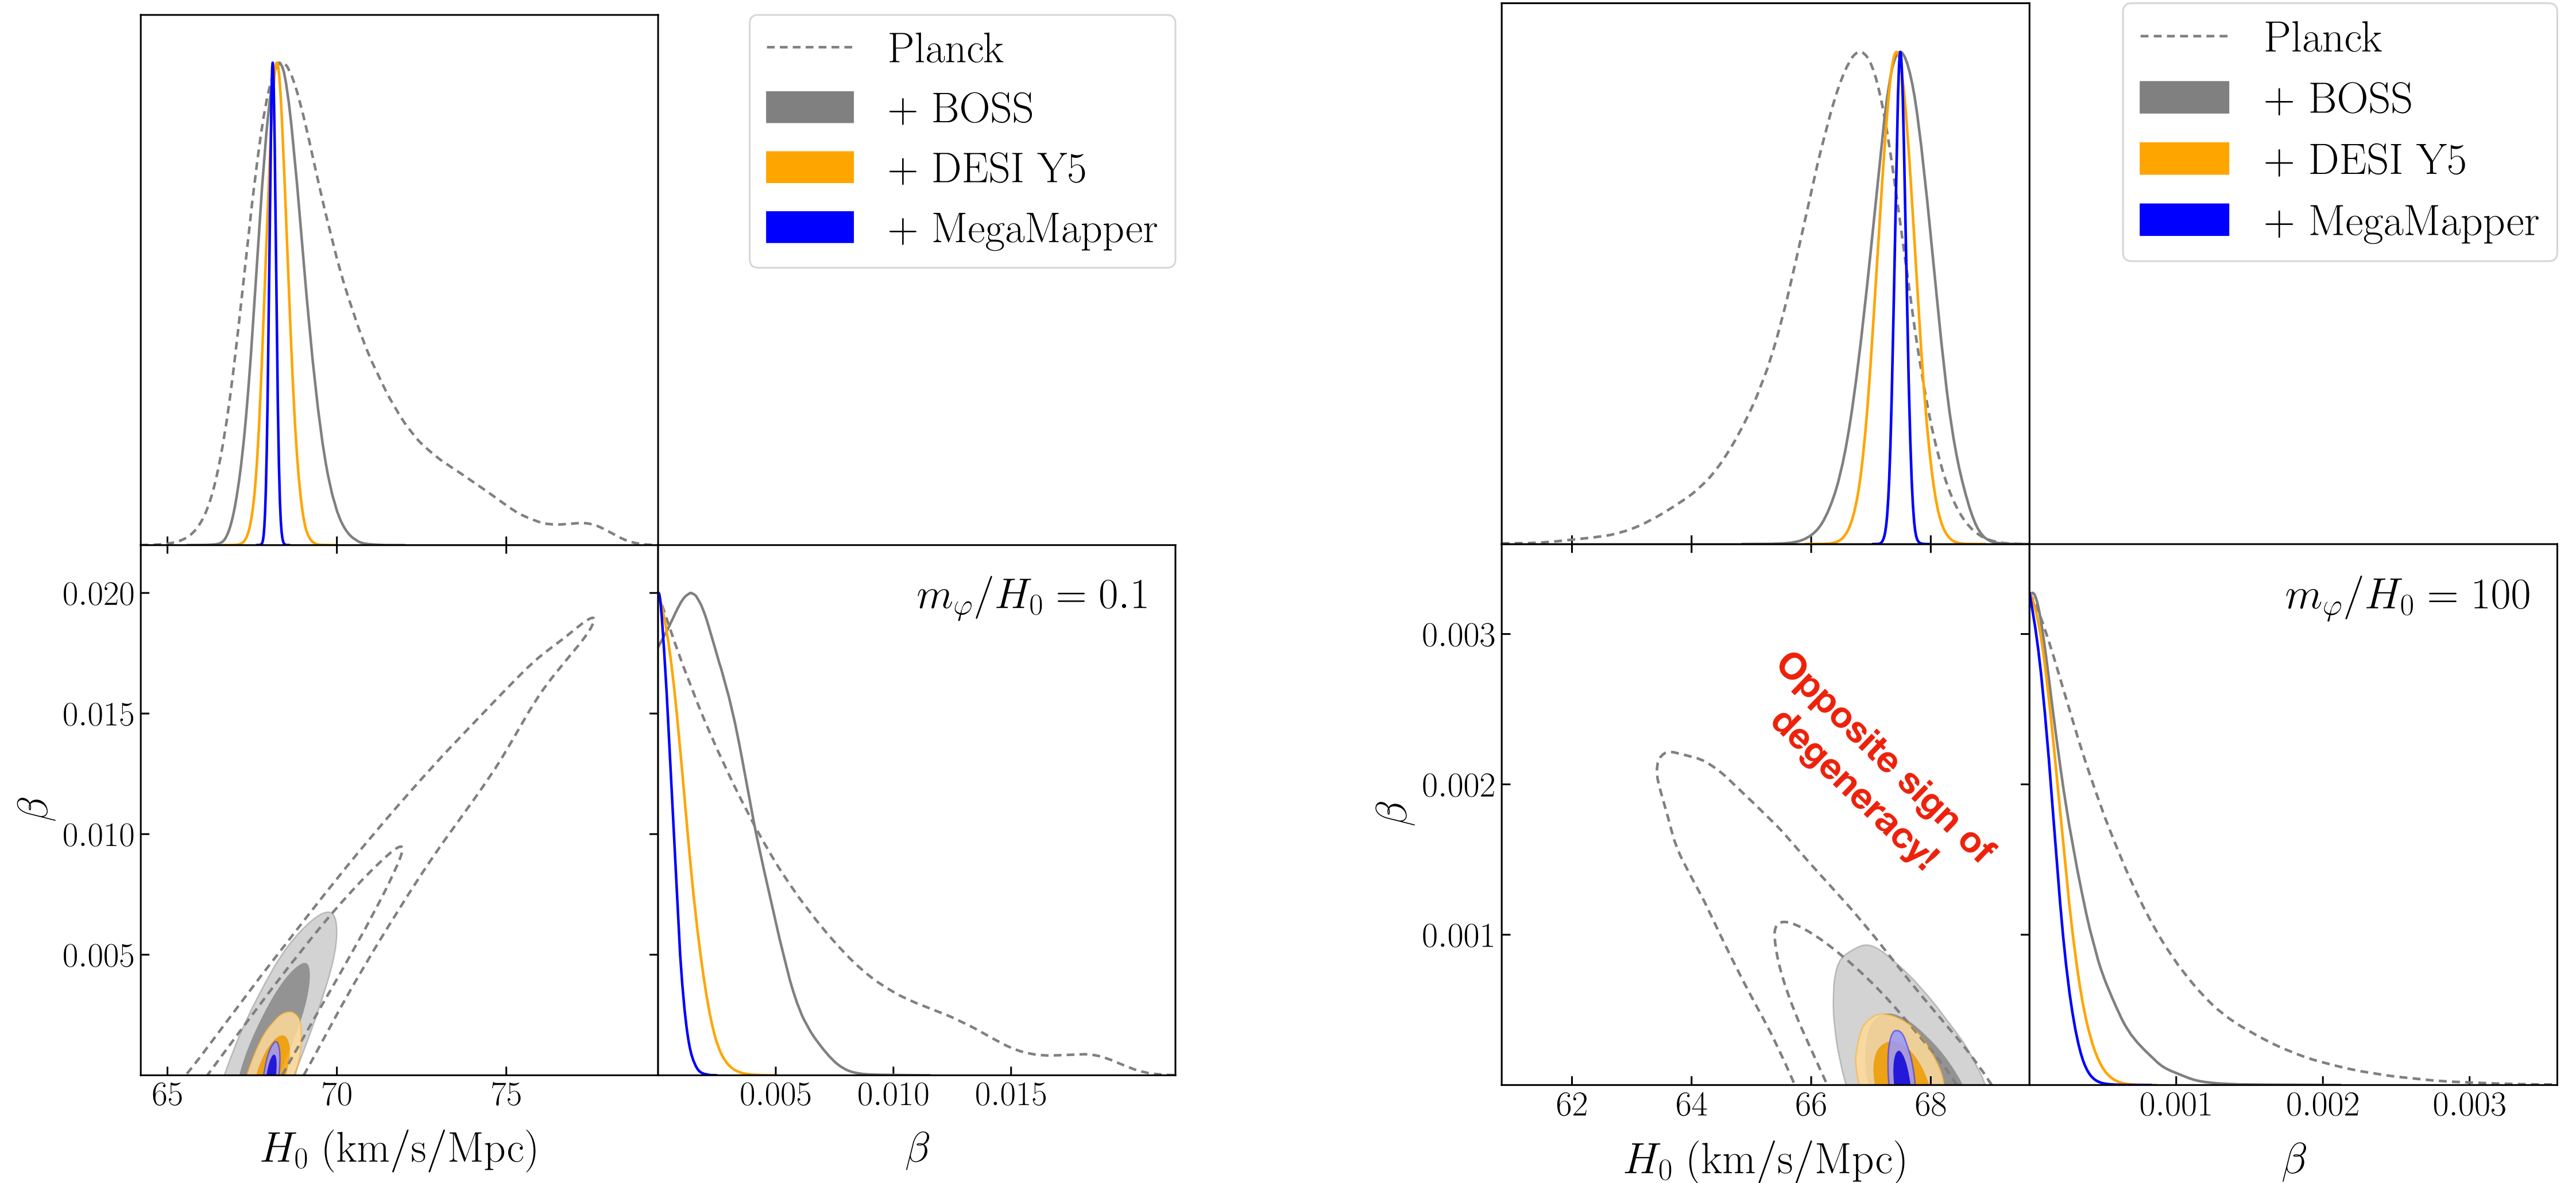 Planck
+ BOSS
+ DESI Y5
+ MegaMapper
0.020
0.015
0.010
0.005
β
m_φ/H_0 = 0.1
65
70
75
0.005
0.010
0.015
H_0 (km/s/Mpc)
β
Planck
+ BOSS
+ DESI Y5
+ MegaMapper
0.003
0.002
0.001
β
Opposite sign of
degeneracy!
m_φ/H_0 = 100
62
64
66
68
0.001
0.002
0.003
H_0 (km/s/Mpc)
β